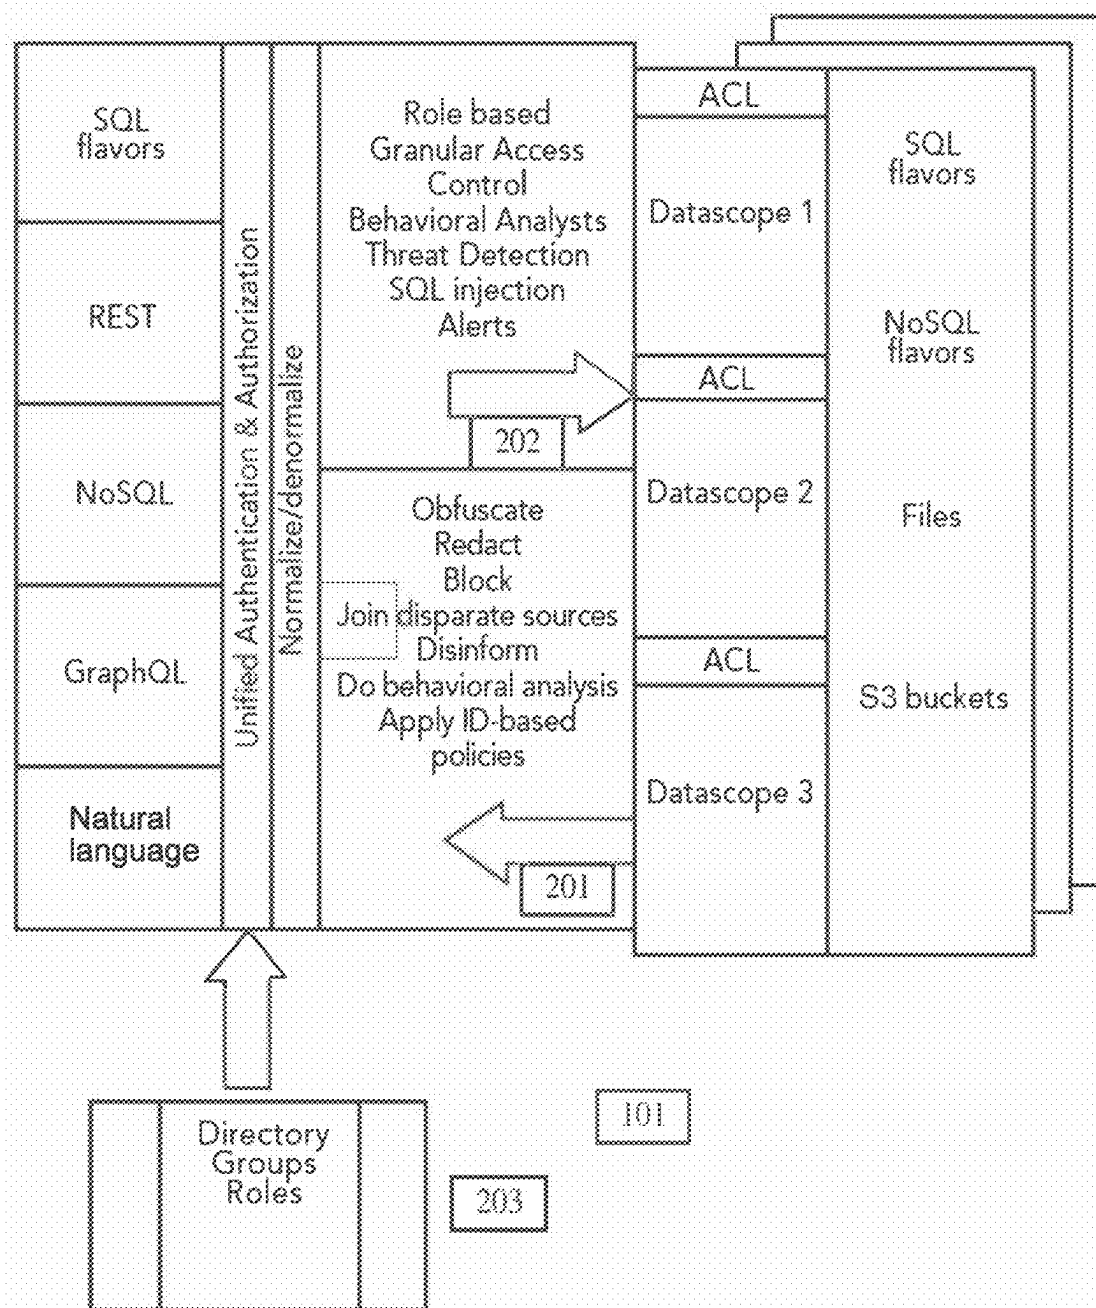 SQL
flavors
REST
NoSQL
GraphQL
Natural
language
Unified Authentication & Authorization
Normalize/denormalize
Role based
Granular Access
Control
Behavioral Analysts
Threat Detection
SQL injection
Alerts
202
Obfuscate
Redact
Block
Join disparate sources
Disinform
Do behavioral analysis
Apply ID-based
policies
201
ACL
Datascope 1
ACL
Datascope 2
ACL
Datascope 3
SQL
flavors
NoSQL
flavors
Files
S3 buckets
Directory
Groups
Roles
101
203